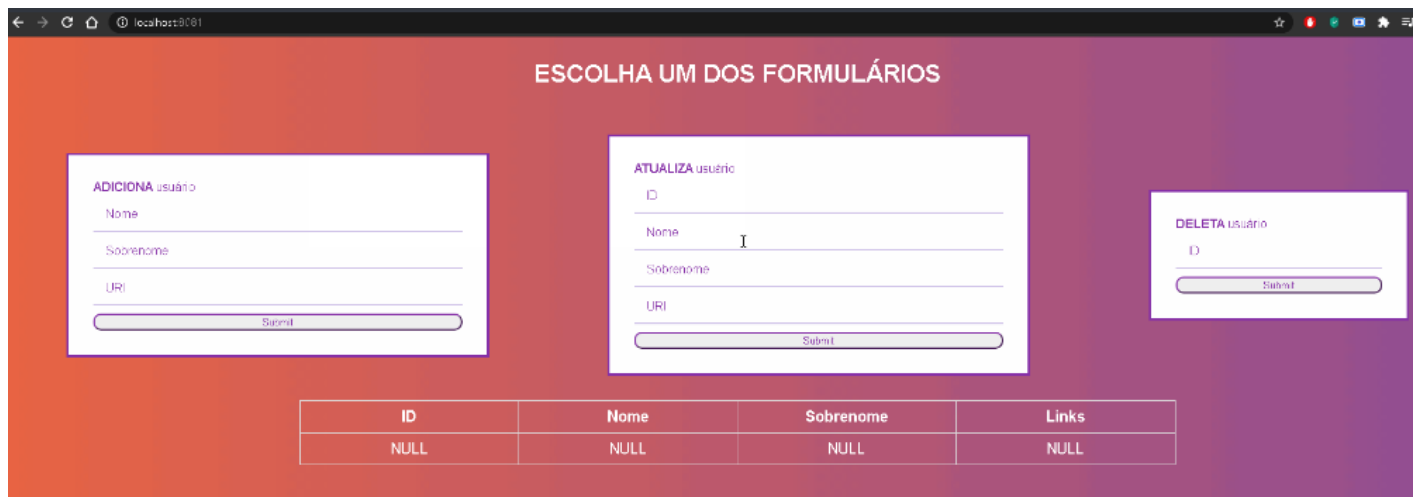 localhost:8081
ESCOLHA UM DOS FORMULÁRIOS
ADICIONA usuário
Nome
Sobrenome
URI
Submit
ATUALIZA usuário
ID
Nome
Sobrenome
URI
Submit
DELETA usuário
ID
Submit
ID Nome Sobrenome Links
NULL NULL NULL NULL